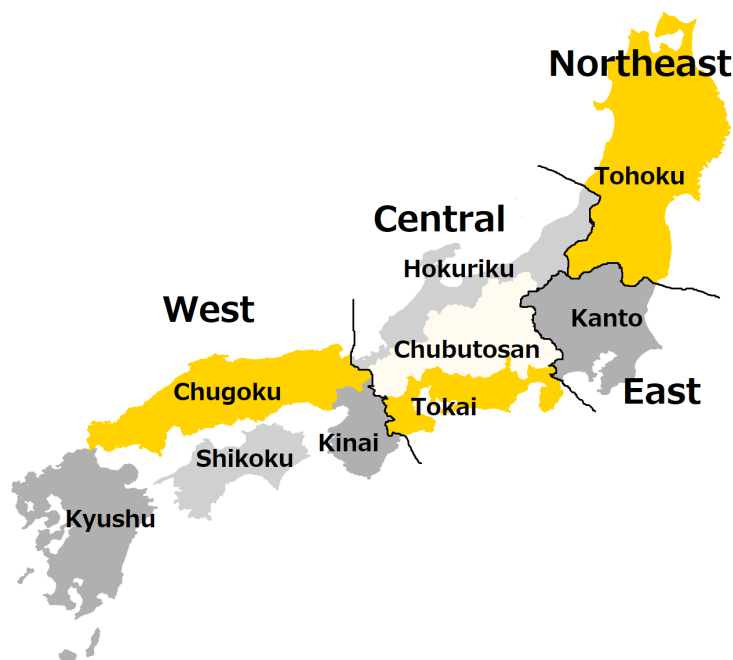 Northeast
Tohoku
Central
Hokuriku
West
Kanto
Chubutosan
Chugoku
East
Tokai
Kinai
Shikoku
Kyushu